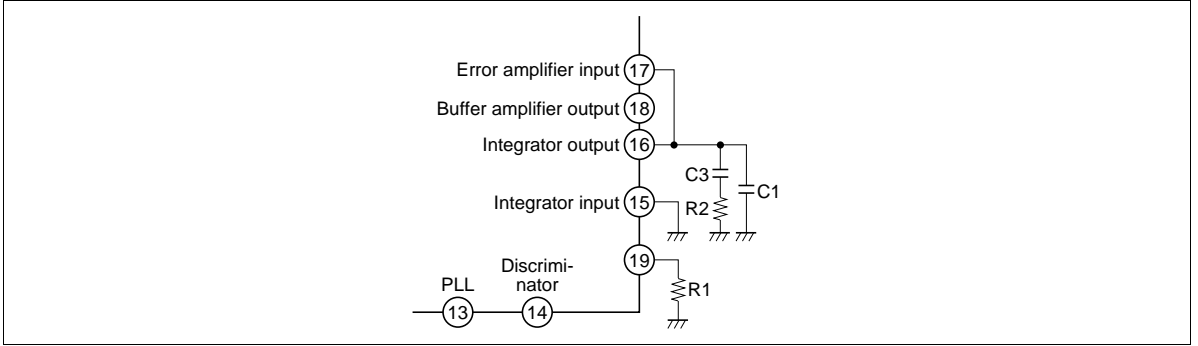 Error amplifier input 17
Buffer amplifier output 18
Integrator output 16
C3
C1
R2
Integrator input 15
19
R1
Discrimi-
nator
PLL
13
14